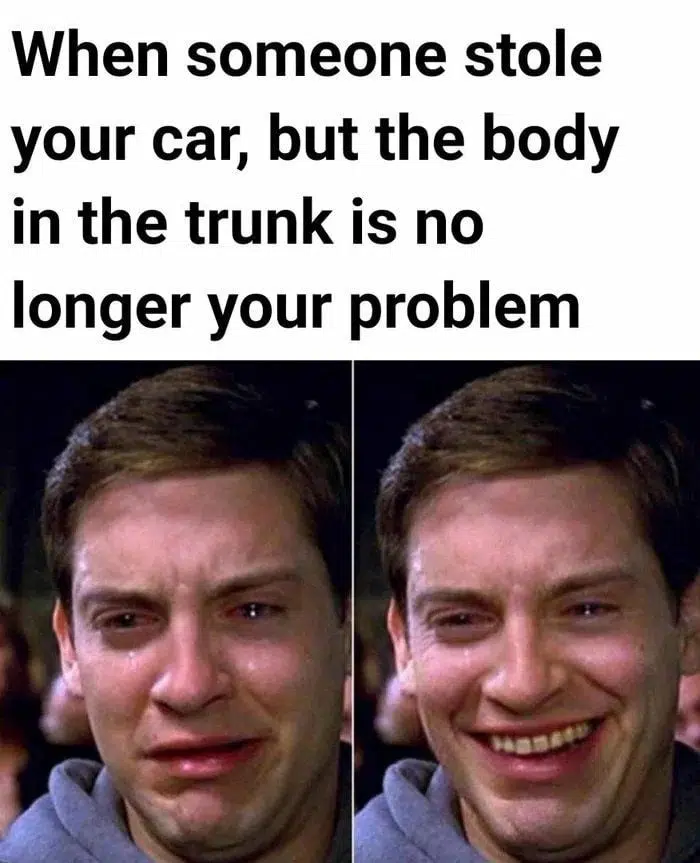 When someone stole
your car, but the body
in the trunk is no
longer your problem